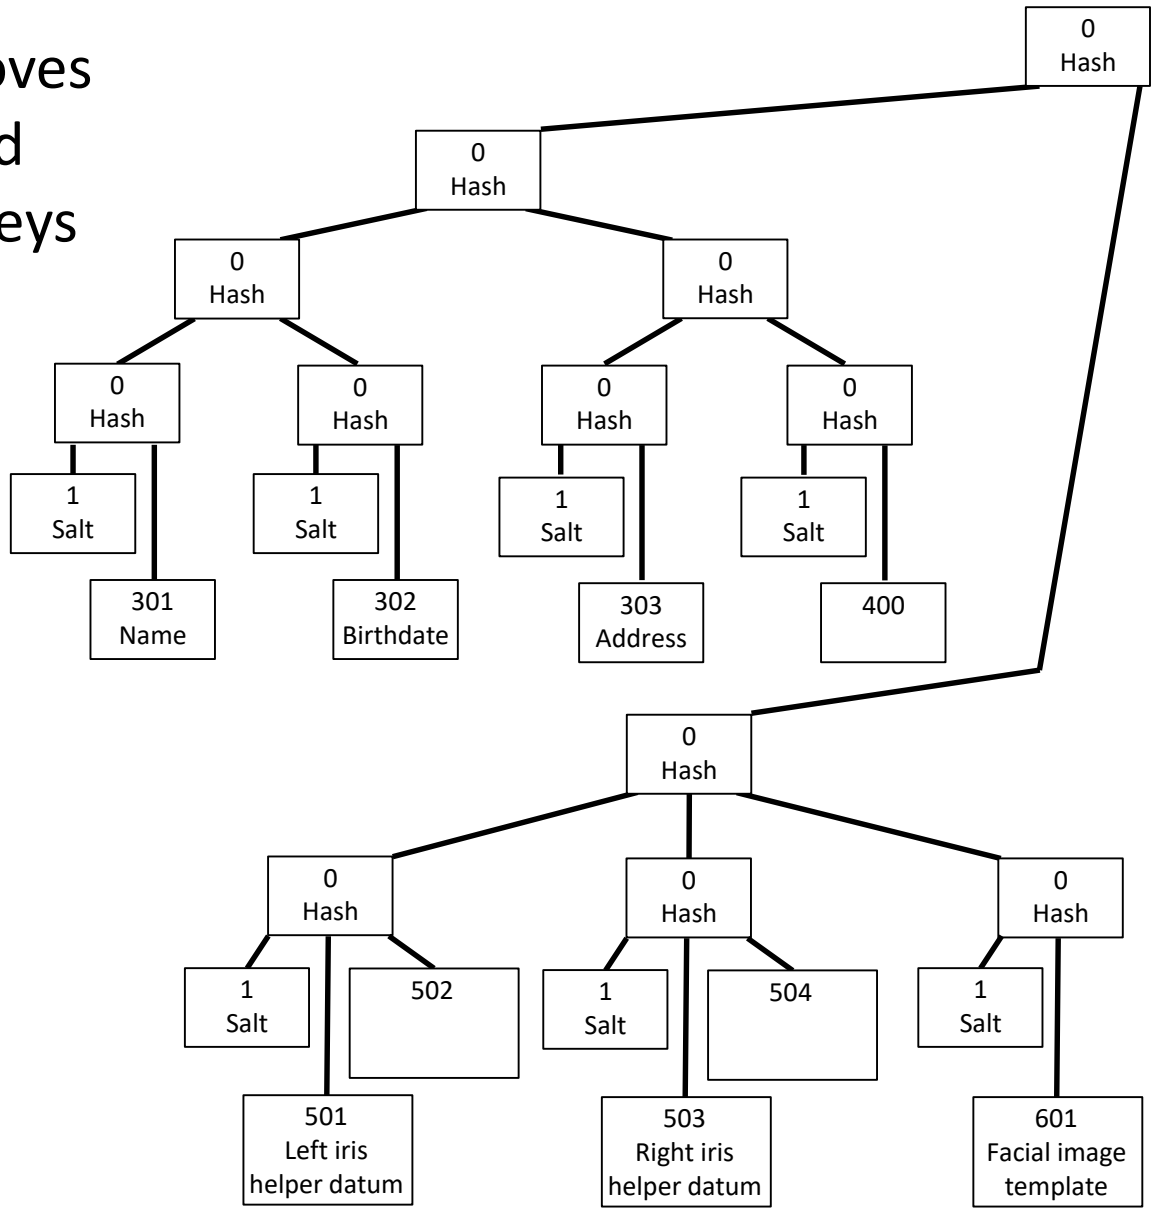 oves
d
eys
0
Hash
0
Hash
0
Hash
0
Hash
0
Hash
0
Hash
0
Hash
0
Hash
1
Salt
1
Salt
1
Salt
1
Salt
301
Name
302
Birthdate
303
Address
400
0
Hash
0
Hash
0
Hash
0
Hash
1
Salt
502
1
Salt
504
1
Salt
501
Left iris
helper datum
503
Right iris
helper datum
601
Facial image
template